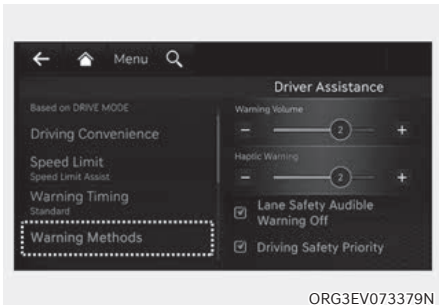 Menu
Driver Assistance
Based on DRIVE MODE
Driving Convenience
Speed Limit
Speed Limit Assist
Warning Timing
Standard
Warning Methods
Warning Volume
− 2 +
Haptic Warning
− 2 +
Lane Safety Audible
Warning Off
Driving Safety Priority
ORG3EV073379N